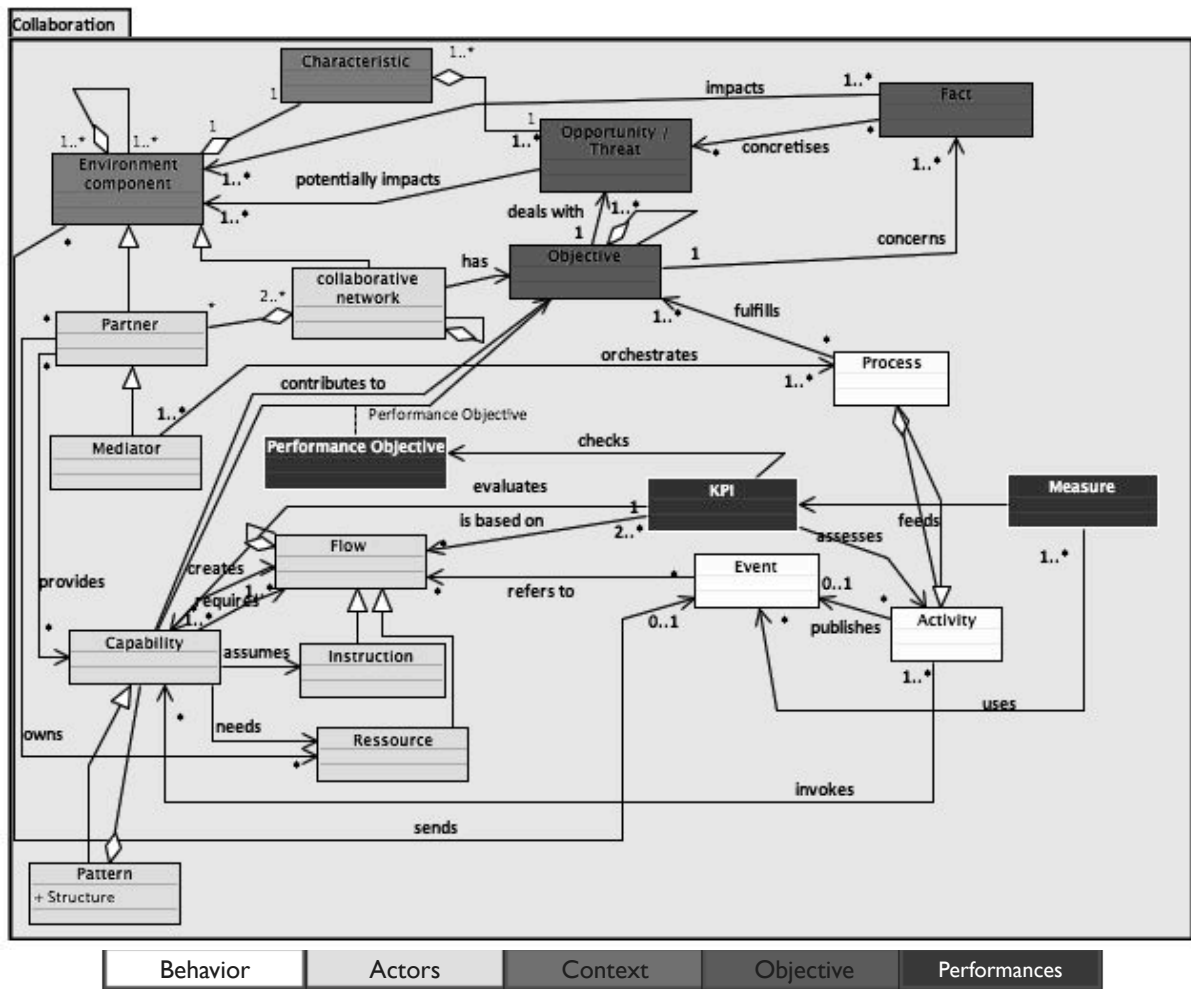 Collaboration
Characteristic
1..*
1
1
1..*
1..*
Environment
component
1..*
1..*
*
impacts
potentially impacts
1
1..*
Opportunity /
Threat
1..*
Fact
*
*
concretises
1..*
deals with
1
1..*
Objective
1
concerns
has
collaborative
network
2..*
*
*
Partner
*
fulfills
1..*
*
orchestrates
1..*
Process
contributes to
1..*
Mediator
Performance Objective
Performance Objective
checks
evaluates
KPI
1
2..*
is based on
Measure
1..*
feeds
assesses
Flow
*
creates
1..*
requires
1..*
*
refers to
*
Event
0..1
0..1
*
publishes
*
Activity
1..*
provides
*
Capability
assumes
Instruction
*
needs
owns
Ressource
*
uses
invokes
sends
Pattern
+ Structure
Behavior
Actors
Context
Objective
Performances